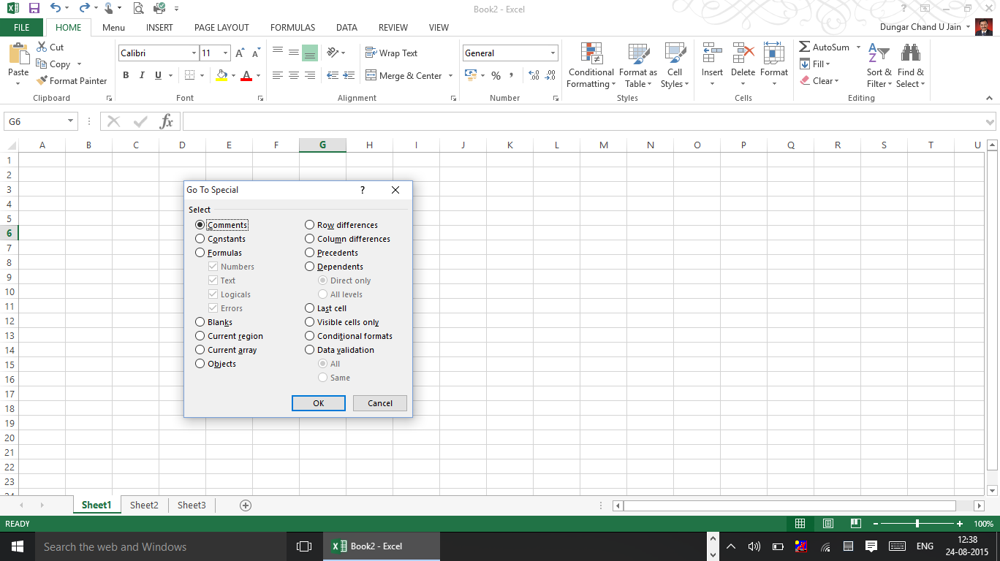 Book2 - Excel
FILE HOME Menu INSERT PAGE LAYOUT FORMULAS DATA REVIEW VIEW Dungar Chand U Jain
Paste
Cut
Copy
Format Painter
Clipboard
Calibri 11
B I U
Font
Wrap Text
Merge & Center
Alignment
General
%
Number
Conditional Formatting
Format as Table
Cell Styles
Styles
Insert Delete Format
Cells
AutoSum
Fill
Clear
Sort & Filter
Find & Select
Editing
G6 fx
A B C D E F G H I J K L M N O P Q R S T U
1
2
3
4
5
6
7
8
9
10
11
12
13
14
15
16
17
18
19
20
21
22
23
24
Go To Special ?
Select
Comments
Constants
Formulas
Numbers
Text
Logicals
Errors
Blanks
Current region
Current array
Objects
Row differences
Column differences
Precedents
Dependents
Direct only
All levels
Last cell
Visible cells only
Conditional formats
Data validation
All
Same
OK Cancel
Sheet1 Sheet2 Sheet3
READY 100%
Search the web and Windows
Book2 - Excel
ENG
12:38
24-08-2015